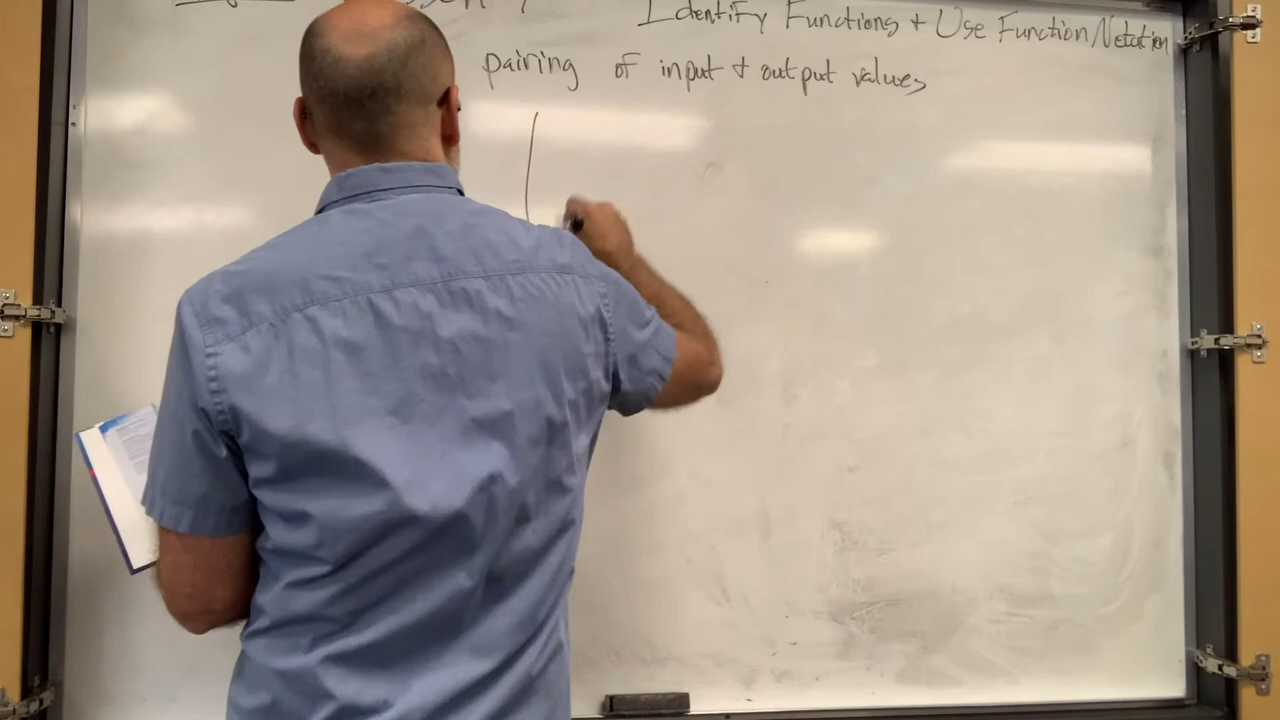 Identify Functions + Use Function Notation
pairing of input + output values